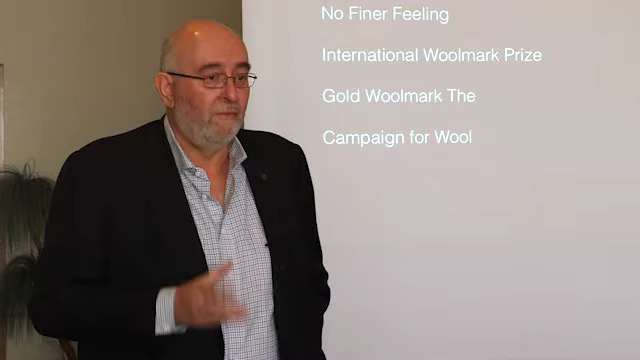 No Finer Feeling
International Woolmark Prize
Gold Woolmark The
Campaign for Wool